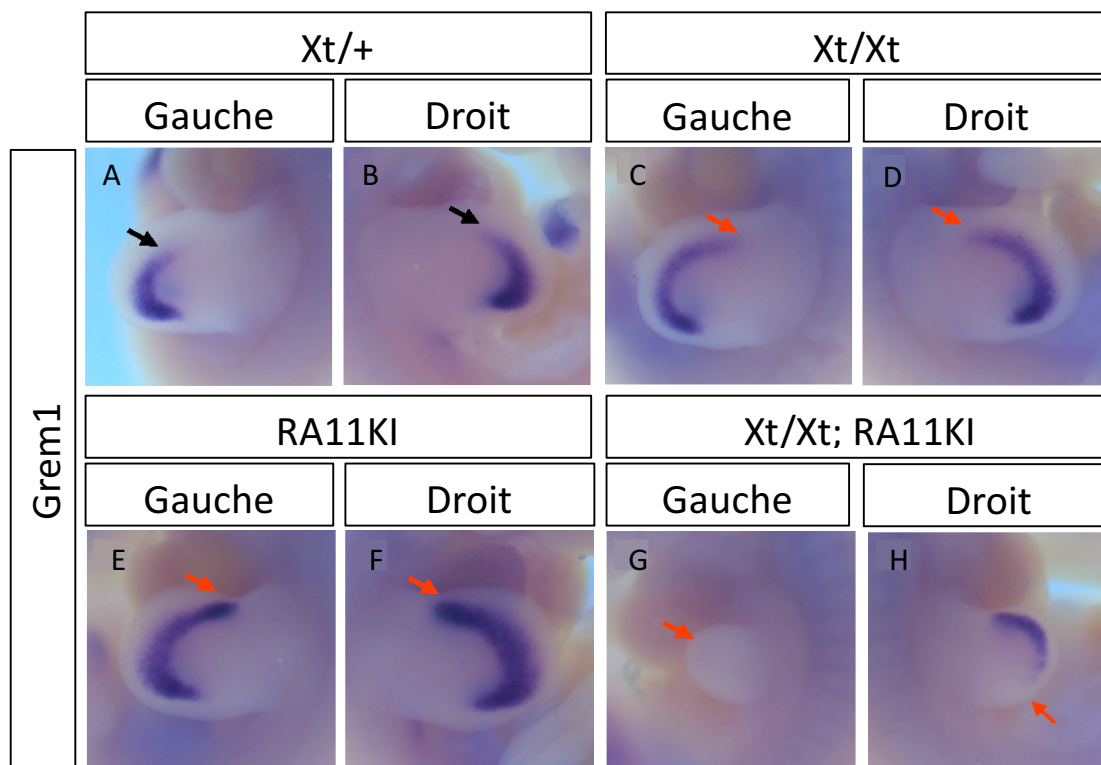 Xt/+
Xt/Xt
Gauche
Droit
Gauche
Droit
A
B
C
D
Grem1
RA11KI
Xt/Xt; RA11KI
Gauche
Droit
Gauche
Droit
E
F
G
H